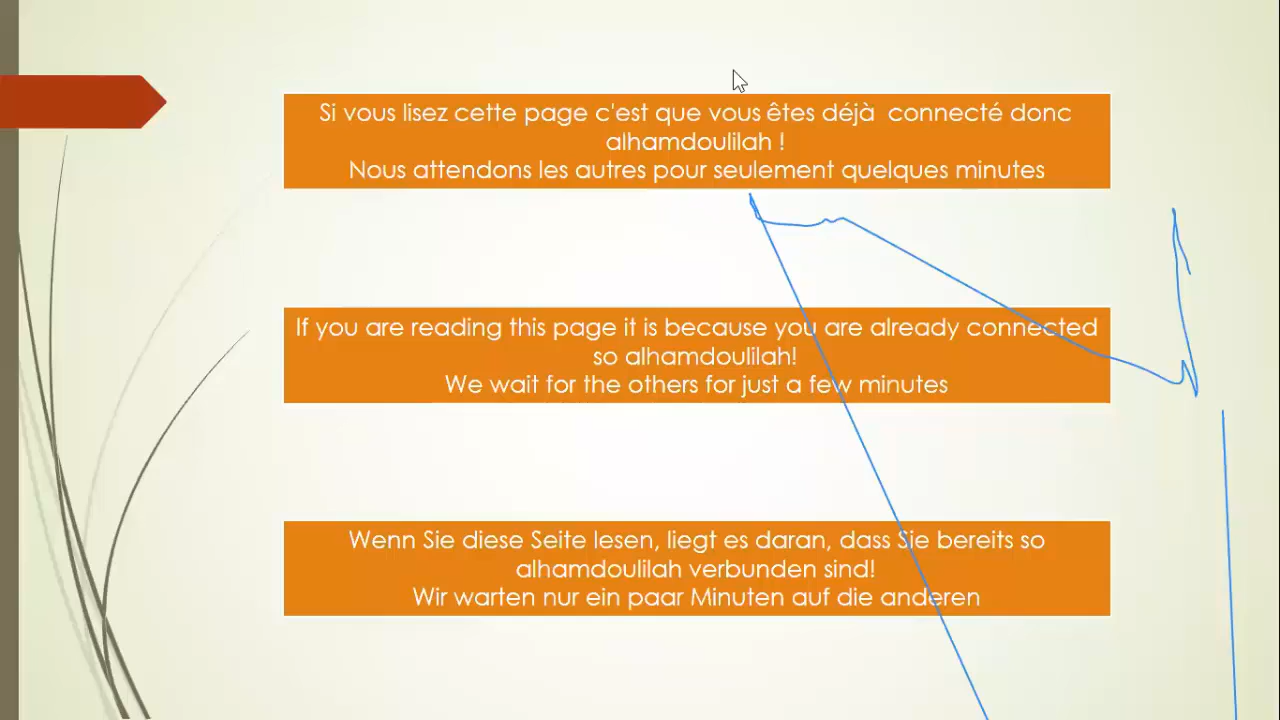 Si vous lisez cette page c'est que vous êtes déjà connecté donc
alhamdoulilah !
Nous attendons les autres pour seulement quelques minutes
If you are reading this page it is because you are already connected
so alhamdoulilah!
We wait for the others for just a few minutes
Wenn Sie diese Seite lesen, liegt es daran, dass Sie bereits so
alhamdoulilah verbunden sind!
Wir warten nur ein paar Minuten auf die anderen